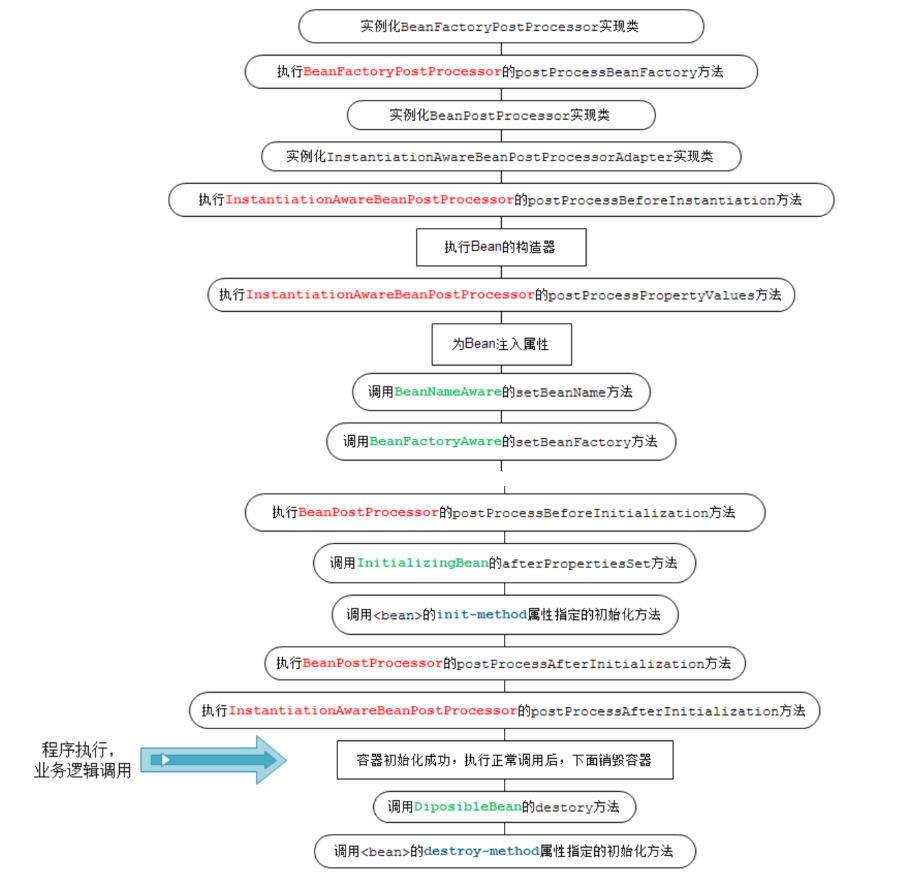 实例化BeanFactoryPostProcessor实现类
执行BeanFactoryPostProcessor的postProcessBeanFactory方法
实例化BeanPostProcessor实现类
实例化InstantiationAwareBeanPostProcessorAdapter实现类
执行InstantiationAwareBeanPostProcessor的postProcessBeforeInstantiation方法
执行Bean的构造器
执行InstantiationAwareBeanPostProcessor的postProcessPropertyValues方法
为Bean注入属性
调用BeanNameAware的setBeanName方法
调用BeanFactoryAware的setBeanFactory方法
执行BeanPostProcessor的postProcessBeforeInitialization方法
调用InitializingBean的afterPropertiesSet方法
调用<bean>的init-method属性指定的初始化方法
执行BeanPostProcessor的postProcessAfterInitialization方法
执行InstantiationAwareBeanPostProcessor的postProcessAfterInitialization方法
程序执行，
业务逻辑调用
容器初始化成功，执行正常调用后，下面销毁容器
调用DiposibleBean的destory方法
调用<bean>的destroy-method属性指定的初始化方法